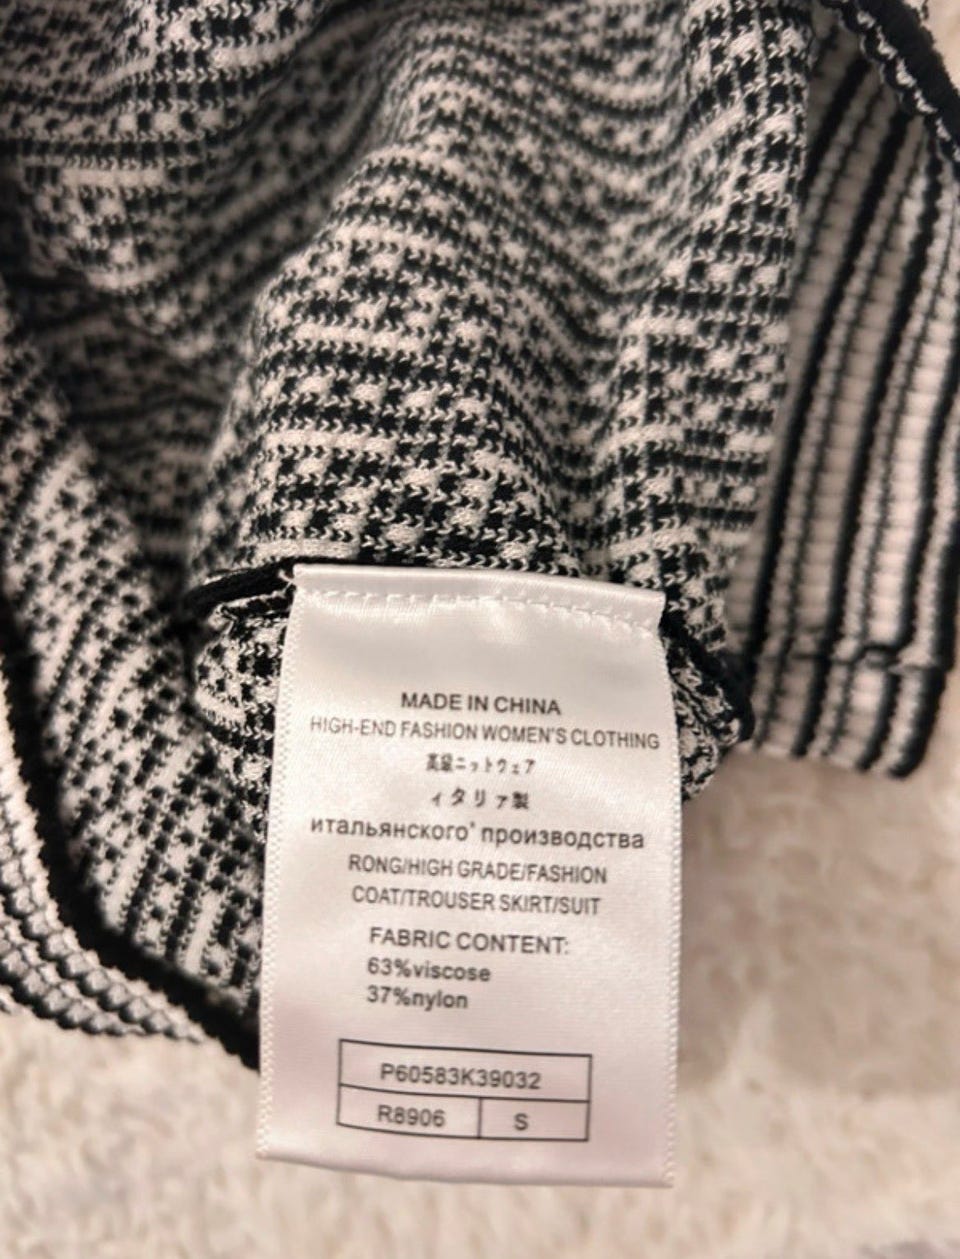 MADE IN CHINA
HIGH-END FASHION WOMEN'S CLOTHING
高級ニットウェア
イタリァ製
итальянского* производства
RONG/HIGH GRADE/FASHION
COAT/TROUSER SKIRT/SUIT
FABRIC CONTENT:
63%viscose
37%nylon
P60583K39032
R8906 S